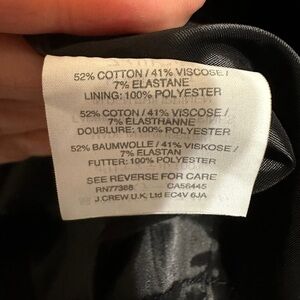 52% COTTON / 41% VISCOSE /
7% ELASTANE
LINING: 100% POLYESTER
52% COTON / 41% VISCOSE /
7% ELASTHANNE
DOUBLURE: 100% POLYESTER
52% BAUMWOLLE / 41% VISKOSE /
7% ELASTAN
FUTTER: 100% POLYESTER
SEE REVERSE FOR CARE
RN77388 CA56445
J.CREW U.K, Ltd EC4V 6JA